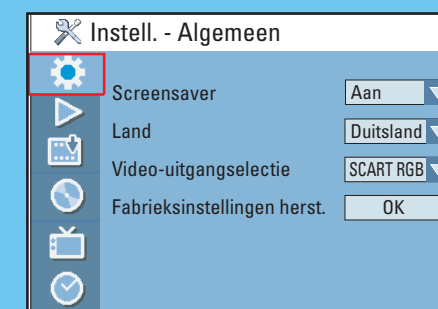 Instell. - Algemeen
Screensaver Aan
Land Duitsland
Video-uitgangselectie SCART RGB
Fabrieksinstellingen herst. OK